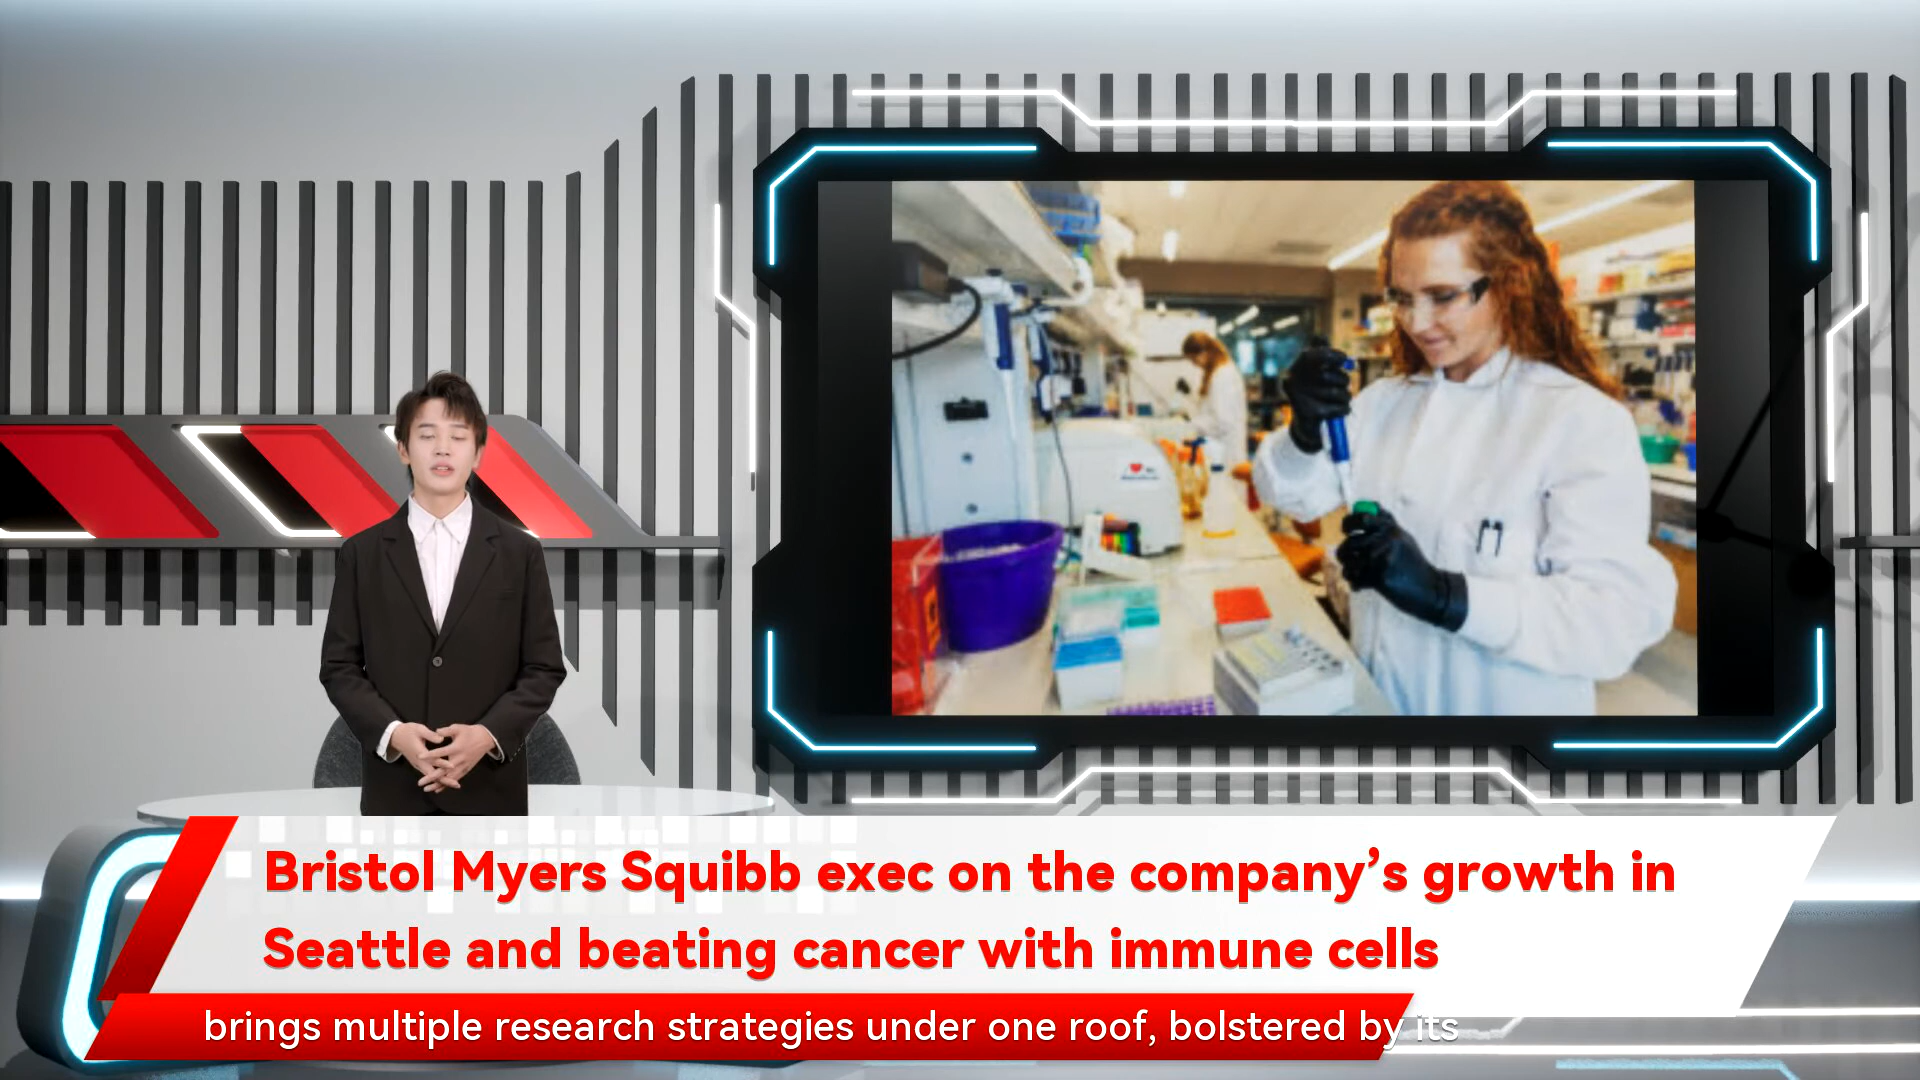 Bristol Myers Squibb exec on the company’s growth in
Seattle and beating cancer with immune cells
brings multiple research strategies under one roof, bolstered by its